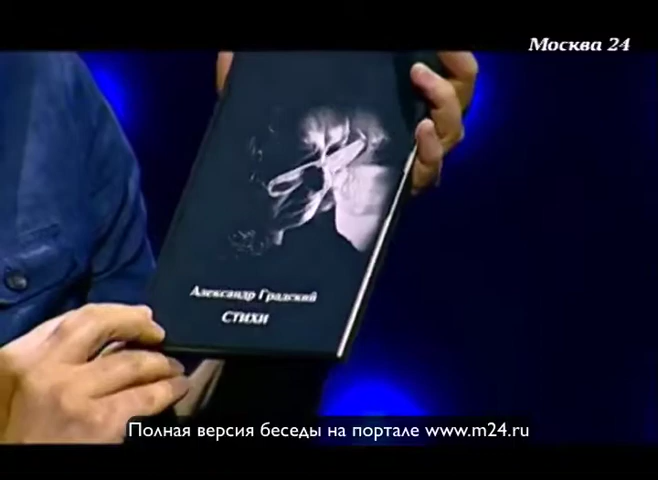 Москва 24
Александр Градский
СТИХИ
Полная версия беседы на портале www.m24.ru